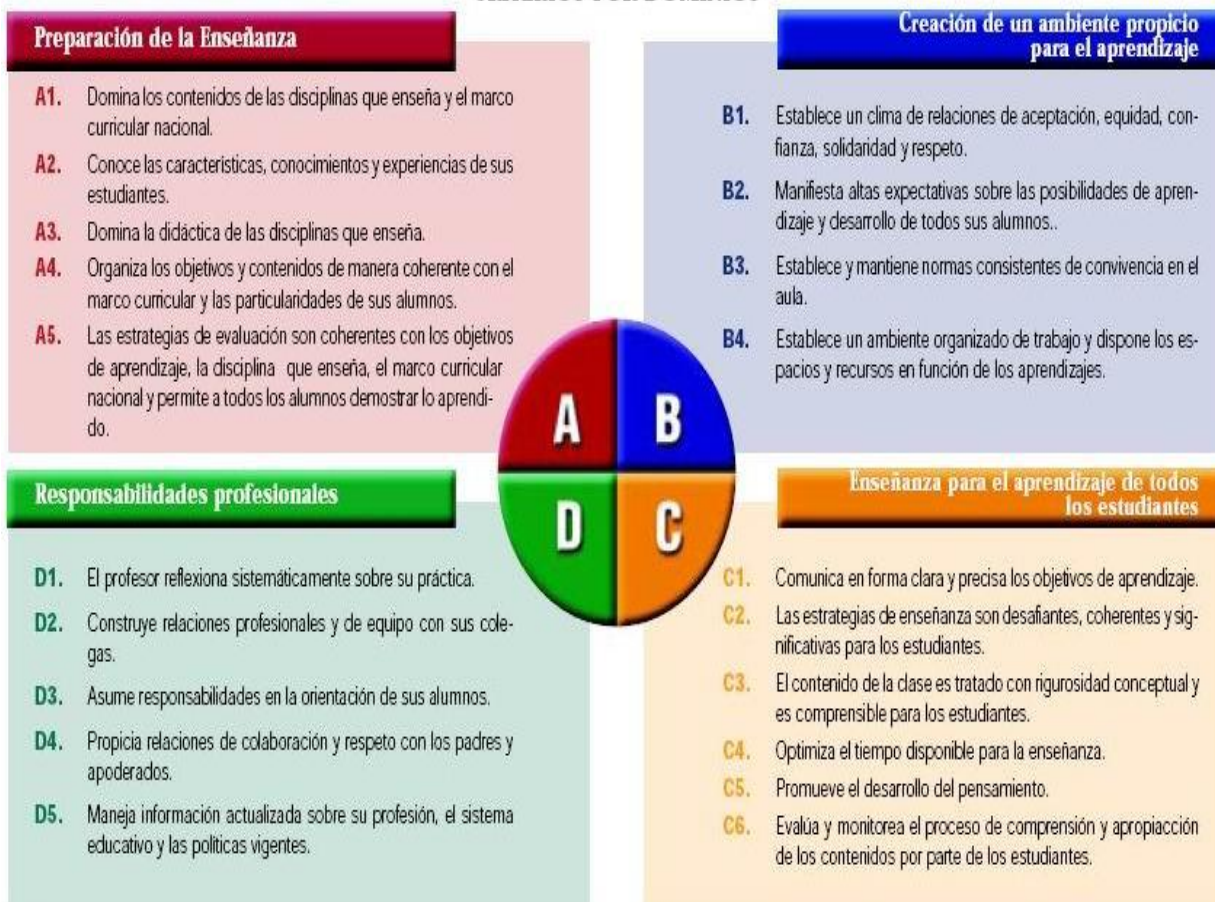 Preparación de la Enseñanza
A1. Domina los contenidos de las disciplinas que enseña y el marco
curricular nacional.
A2. Conoce las características, conocimientos y experiencias de sus
estudiantes.
A3. Domina la didáctica de las disciplinas que enseña.
A4. Organiza los objetivos y contenidos de manera coherente con el
marco curricular y las particularidades de sus alumnos.
A5. Las estrategias de evaluación son coherentes con los objetivos
de aprendizaje, la disciplina que enseña, el marco curricular
nacional y permite a todos los alumnos demostrar lo aprendi-
do.
Creación de un ambiente propicio
para el aprendizaje
B1. Establece un clima de relaciones de aceptación, equidad, con-
fianza, solidaridad y respeto.
B2. Manifiesta altas expectativas sobre las posibilidades de apren-
dizaje y desarrollo de todos sus alumnos..
B3. Establece y mantiene normas consistentes de convivencia en el
aula.
B4. Establece un ambiente organizado de trabajo y dispone los es-
pacios y recursos en función de los aprendizajes.
A B
D C
Responsabilidades profesionales
D1. El profesor reflexiona sistemáticamente sobre su práctica.
D2. Construye relaciones profesionales y de equipo con sus cole-
gas.
D3. Asume responsabilidades en la orientación de sus alumnos.
D4. Propicia relaciones de colaboración y respeto con los padres y
apoderados.
D5. Maneja información actualizada sobre su profesión, el sistema
educativo y las políticas vigentes.
Enseñanza para el aprendizaje de todos
los estudiantes
C1. Comunica en forma clara y precisa los objetivos de aprendizaje.
C2. Las estrategias de enseñanza son desafiantes, coherentes y sig-
nificativas para los estudiantes.
C3. El contenido de la clase es tratado con rigurosidad conceptual y
es comprensible para los estudiantes.
C4. Optimiza el tiempo disponible para la enseñanza.
C5. Promueve el desarrollo del pensamiento.
C6. Evalúa y monitorea el proceso de comprensión y apropiacción
de los contenidos por parte de los estudiantes.